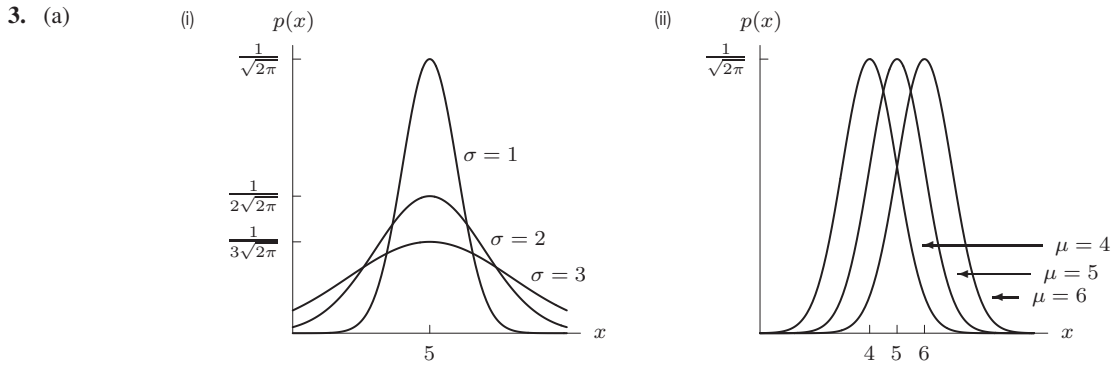 3. (a)
(i)
p(x)
1/√2π
1/2√2π
1/3√2π
σ = 1
σ = 2
σ = 3
5
x
(ii)
p(x)
1/√2π
μ = 4
μ = 5
μ = 6
4 5 6
x